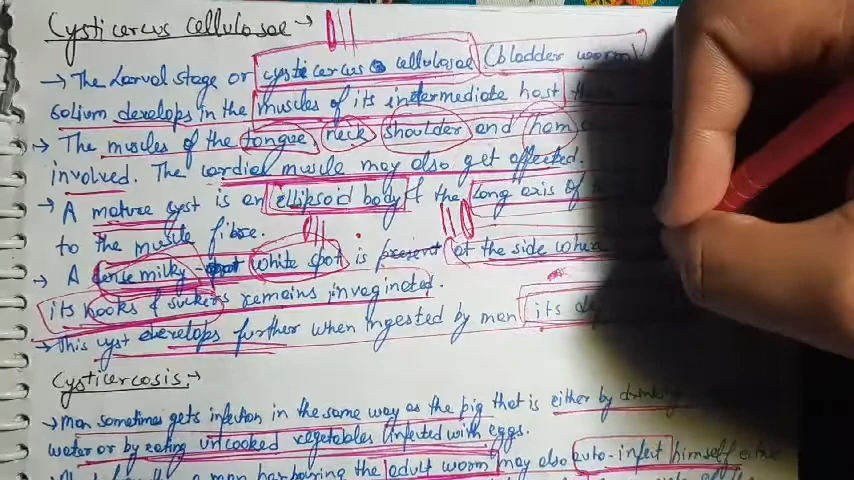 Cysticercus cellulosae →
→ The Larval stage or cysticercus cellulosae (bladder worm)
solium develops in the muscles of its intermediate host
→ The muscles of the tongue, neck shoulder and ham
involved. The cardiac muscle may also get affected.
→ A mature cyst is an ellipsoid body & the long axis of
to the muscle fibre.
→ A dense milky white spot is present at the side where
its hooks & suckers remains invaginated.
→ This cyst develops further when ingested by man its
Cysticercosis :→
→ Man sometimes gets infection in the same way as the pig that is either by drinking
water or by eating uncooked vegetables infected with eggs.
a man harbouring the adult worm may also auto-infect himself either